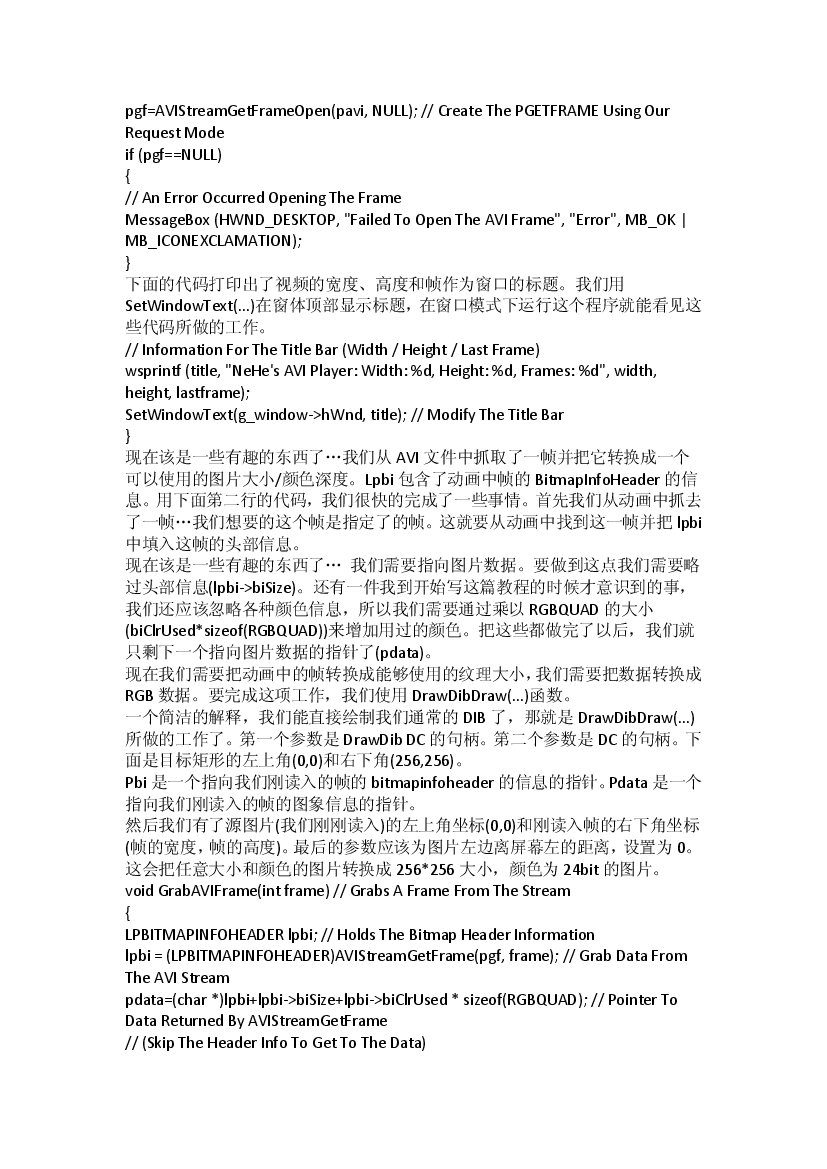 pgf=AVIStreamGetFrameOpen(pavi, NULL); // Create The PGETFRAME Using Our
Request Mode
if (pgf==NULL)
{
// An Error Occurred Opening The Frame
MessageBox (HWND_DESKTOP, "Failed To Open The AVI Frame", "Error", MB_OK |
MB_ICONEXCLAMATION);
}
下面的代码打印出了视频的宽度、高度和帧作为窗口的标题。我们用
SetWindowText(...)在窗体顶部显示标题，在窗口模式下运行这个程序就能看见这
些代码所做的工作。
// Information For The Title Bar (Width / Height / Last Frame)
wsprintf (title, "NeHe's AVI Player: Width: %d, Height: %d, Frames: %d", width,
height, lastframe);
SetWindowText(g_window->hWnd, title); // Modify The Title Bar
}
现在该是一些有趣的东西了…我们从 AVI 文件中抓取了一帧并把它转换成一个
可以使用的图片大小/颜色深度。Lpbi 包含了动画中帧的 BitmapInfoHeader 的信
息。用下面第二行的代码，我们很快的完成了一些事情。首先我们从动画中抓去
了一帧…我们想要的这个帧是指定了的帧。这就要从动画中找到这一帧并把 lpbi
中填入这帧的头部信息。
现在该是一些有趣的东西了… 我们需要指向图片数据。要做到这点我们需要略
过头部信息(lpbi->biSize)。还有一件我到开始写这篇教程的时候才意识到的事，
我们还应该忽略各种颜色信息，所以我们需要通过乘以 RGBQUAD 的大小
(biClrUsed*sizeof(RGBQUAD))来增加用过的颜色。把这些都做完了以后，我们就
只剩下一个指向图片数据的指针了(pdata)。
现在我们需要把动画中的帧转换成能够使用的纹理大小，我们需要把数据转换成
RGB 数据。要完成这项工作，我们使用 DrawDibDraw(...)函数。
一个简洁的解释，我们能直接绘制我们通常的 DIB 了，那就是 DrawDibDraw(...)
所做的工作了。第一个参数是 DrawDib DC 的句柄。第二个参数是 DC 的句柄。下
面是目标矩形的左上角(0,0)和右下角(256,256)。
Pbi 是一个指向我们刚读入的帧的 bitmapinfoheader 的信息的指针。Pdata 是一个
指向我们刚读入的帧的图象信息的指针。
然后我们有了源图片(我们刚刚读入)的左上角坐标(0,0)和刚读入帧的右下角坐标
(帧的宽度，帧的高度)。最后的参数应该为图片左边离屏幕左的距离，设置为 0。
这会把任意大小和颜色的图片转换成 256*256 大小，颜色为 24bit 的图片。
void GrabAVIFrame(int frame) // Grabs A Frame From The Stream
{
LPBITMAPINFOHEADER lpbi; // Holds The Bitmap Header Information
lpbi = (LPBITMAPINFOHEADER)AVIStreamGetFrame(pgf, frame); // Grab Data From
The AVI Stream
pdata=(char *)lpbi+lpbi->biSize+lpbi->biClrUsed * sizeof(RGBQUAD); // Pointer To
Data Returned By AVIStreamGetFrame
// (Skip The Header Info To Get To The Data)